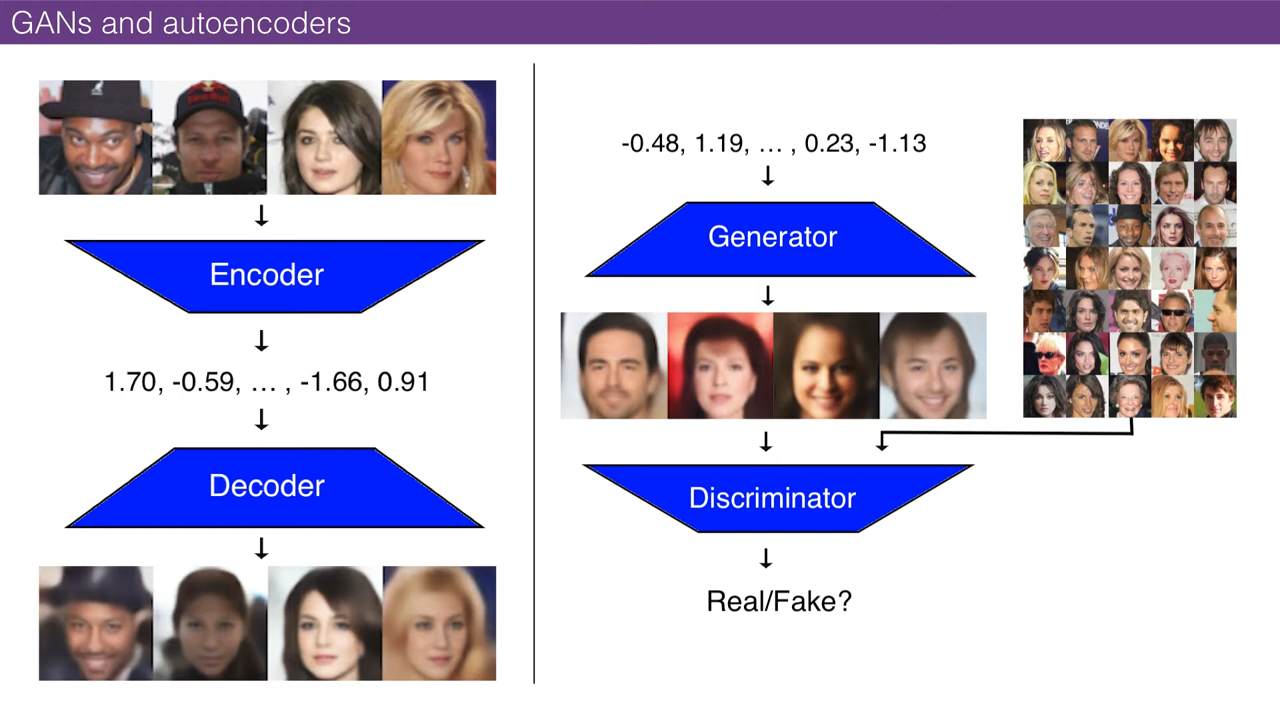 GANs and autoencoders
Encoder
1.70, -0.59, … , -1.66, 0.91
Decoder
-0.48, 1.19, … , 0.23, -1.13
Generator
Discriminator
Real/Fake?